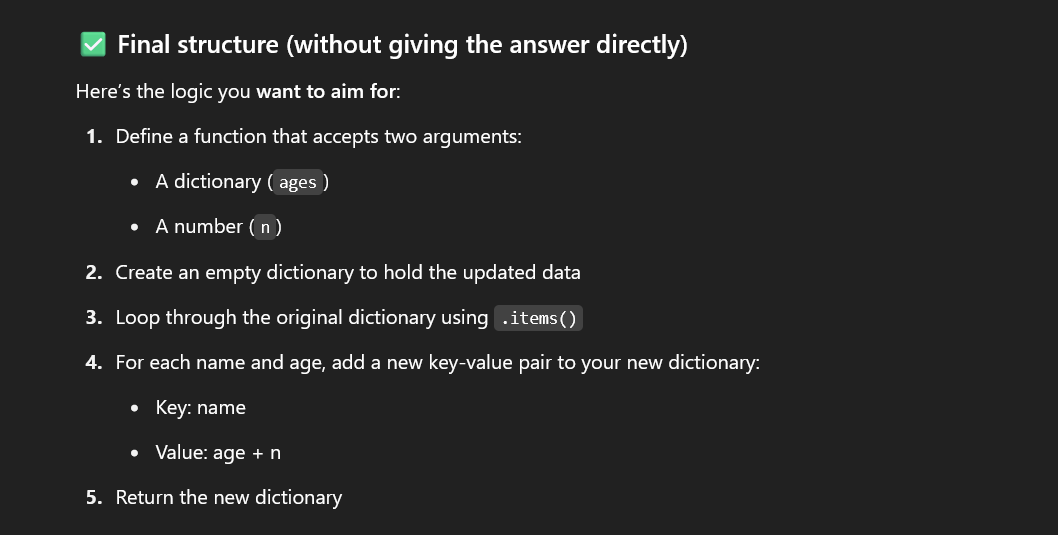 ✅ Final structure (without giving the answer directly)
Here’s the logic you want to aim for:
1. Define a function that accepts two arguments:
• A dictionary (ages)
• A number (n)
2. Create an empty dictionary to hold the updated data
3. Loop through the original dictionary using .items()
4. For each name and age, add a new key-value pair to your new dictionary:
• Key: name
• Value: age + n
5. Return the new dictionary